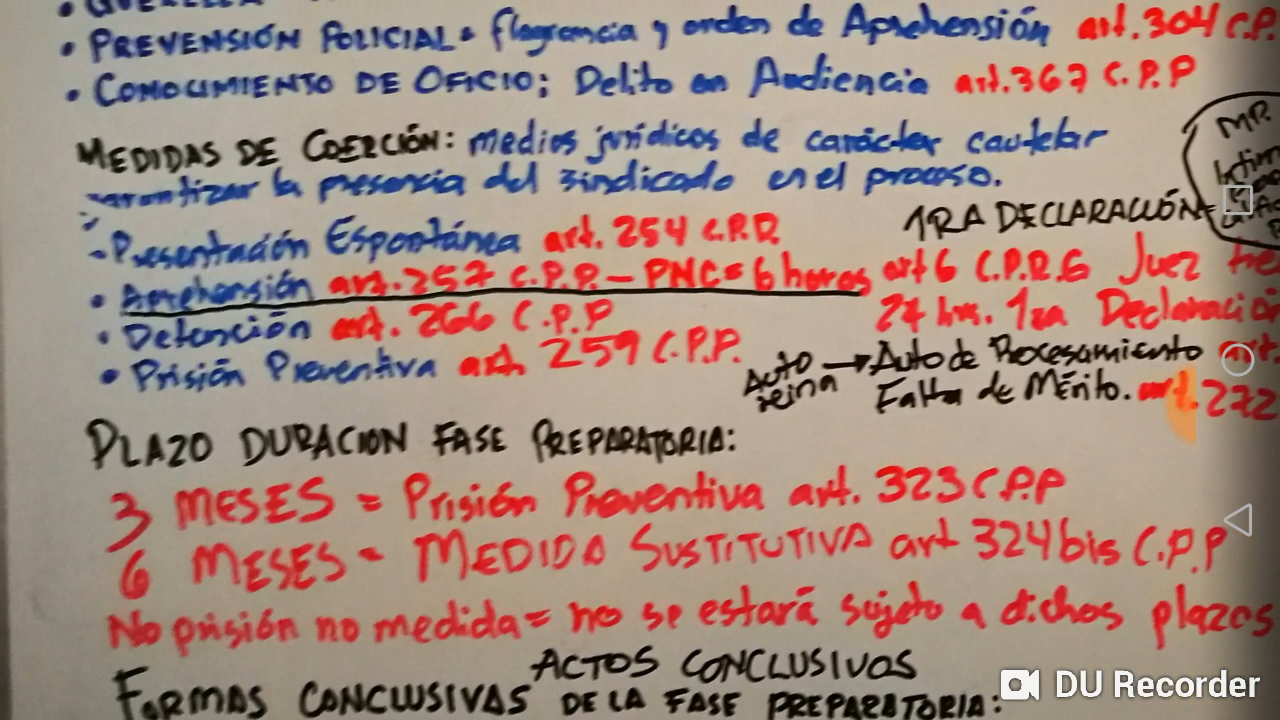 • PREVENSIÓN POLICIAL= flagrancia y orden de Aprehensión art. 304 C.P.
• CONOCIMIENTO DE OFICIO; Delito en Audiencia art. 367 C.P.P
MEDIDAS DE COERCIÓN: medios jurídicos de carácter cautelar
garantizar la presencia del sindicado en el proceso.
MP.
1RA DECLARACIÓN=
- Presentación Espontánea art. 254 C.P.P.
• Aprehensión art. 257 C.P.P. – PNC= 6 horas art 6 C.P.R.G Juez
• Detención art. 266 C.P.P 24 hrs. 1ra Declaración
• Prisión Preventiva art. 259 C.P.P.
Auto → Auto de Procesamiento art.
Falta de Mérito. art. 272
PLAZO DURACION FASE PREPARATORIA:
3 MESES = Prisión Preventiva art. 323 C.P.P
6 MESES = MEDIDA SUSTITUTIVA art 324 bis C.P.P
No prisión no medida= no se estará sujeto a dichos plazos
ACTOS CONCLUSIVOS
FORMAS CONCLUSIVAS DE LA FASE PREPARATORIA:
DU Recorder